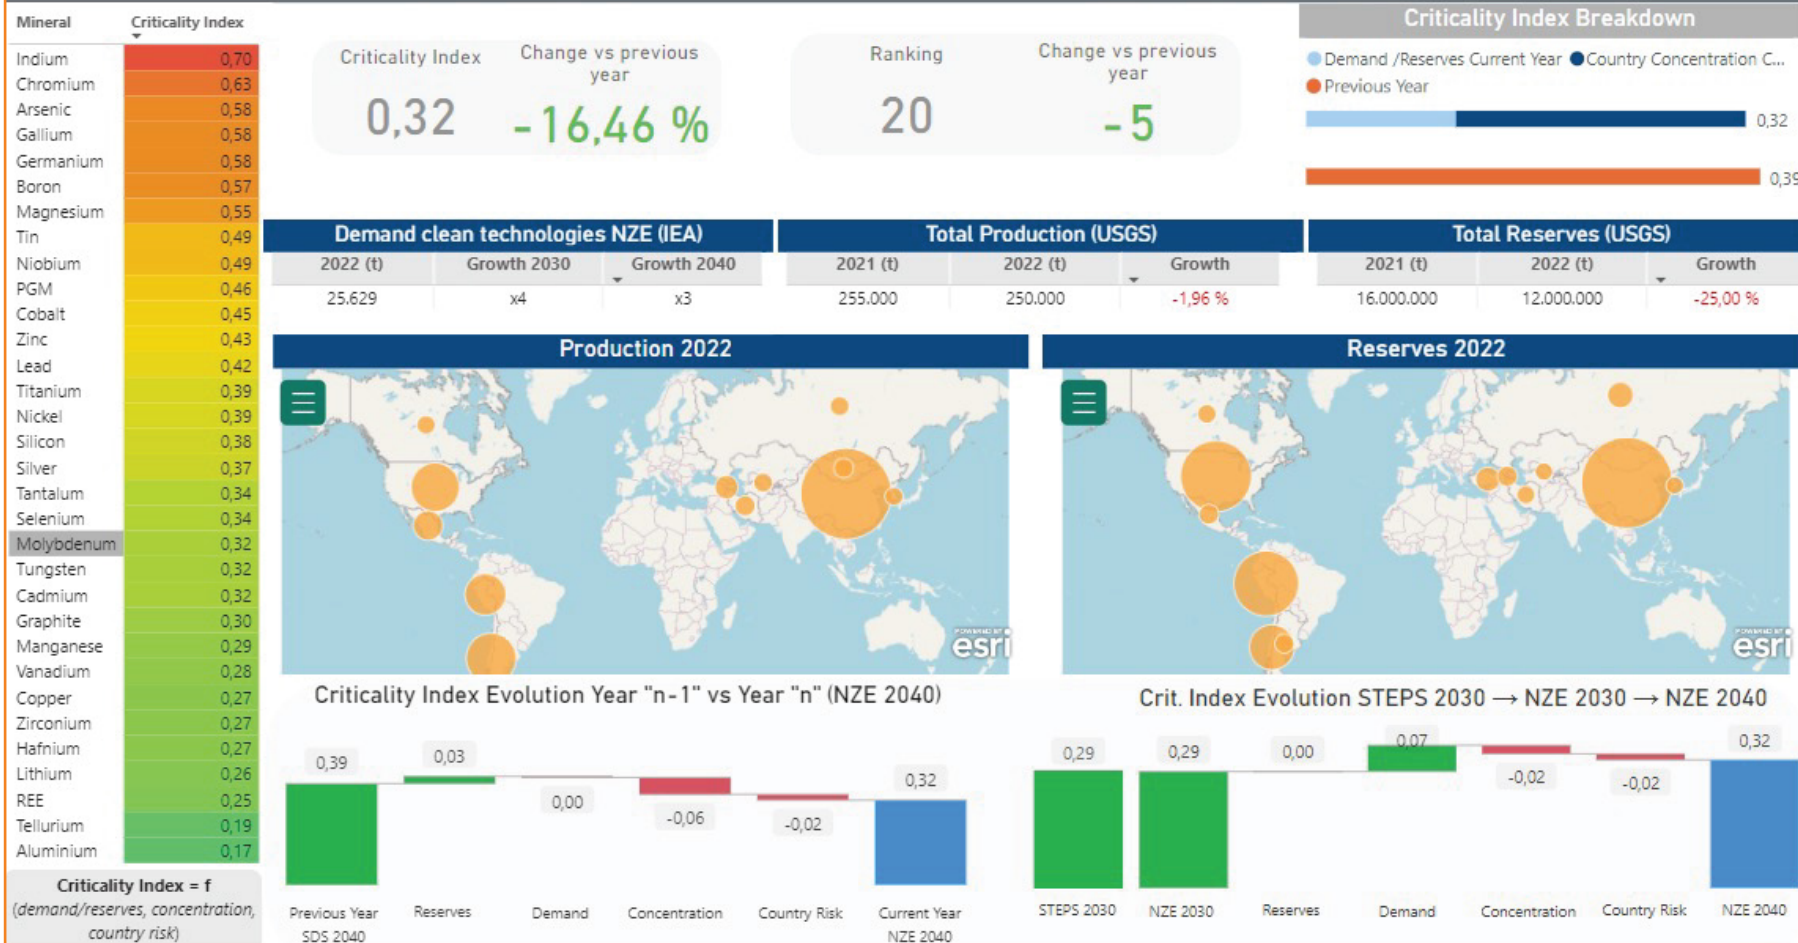 Mineral Criticality Index
Indium 0,70
Chromium 0,63
Arsenic 0,58
Gallium 0,58
Germanium 0,58
Boron 0,57
Magnesium 0,55
Tin 0,49
Niobium 0,49
PGM 0,46
Cobalt 0,45
Zinc 0,43
Lead 0,42
Titanium 0,39
Nickel 0,39
Silicon 0,38
Silver 0,37
Tantalum 0,34
Selenium 0,34
Molybdenum 0,32
Tungsten 0,32
Cadmium 0,32
Graphite 0,30
Manganese 0,29
Vanadium 0,28
Copper 0,27
Zirconium 0,27
Hafnium 0,27
Lithium 0,26
REE 0,25
Tellurium 0,19
Aluminium 0,17
Criticality Index = f
(demand/reserves, concentration,
country risk)
Criticality Index
0,32
Change vs previous
year
-16,46 %
Ranking
20
Change vs previous
year
-5
Criticality Index Breakdown
Demand /Reserves Current Year Country Concentration C...
Previous Year
0,32
0,39
Demand clean technologies NZE (IEA)
2022 (t) Growth 2030 Growth 2040
25.629 x4 x3
Total Production (USGS)
2021 (t) 2022 (t) Growth
255.000 250.000 -1,96 %
Total Reserves (USGS)
2021 (t) 2022 (t) Growth
16.000.000 12.000.000 -25,00 %
Production 2022
POWERED BY
esri
Reserves 2022
POWERED BY
esri
Criticality Index Evolution Year "n-1" vs Year "n" (NZE 2040)
0,39 0,03 0,00 -0,06 -0,02 0,32
Previous Year Reserves Demand Concentration Country Risk Current Year
SDS 2040 NZE 2040
Crit. Index Evolution STEPS 2030 → NZE 2030 → NZE 2040
0,29 0,29 0,00 0,07 -0,02 -0,02 0,32
STEPS 2030 NZE 2030 Reserves Demand Concentration Country Risk NZE 2040